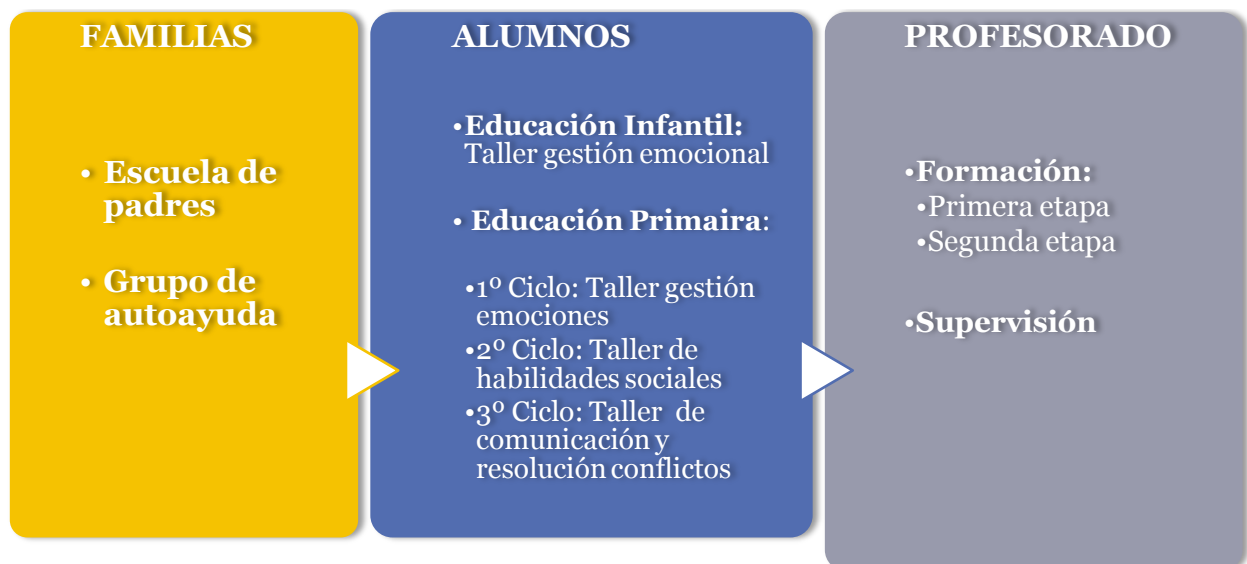 FAMILIAS
• Escuela de
padres
• Grupo de
autoayuda
ALUMNOS
•Educación Infantil:
Taller gestión emocional
• Educación Primaira:
•1º Ciclo: Taller gestión
emociones
•2º Ciclo: Taller de
habilidades sociales
•3º Ciclo: Taller de
comunicación y
resolución conflictos
PROFESORADO
•Formación:
•Primera etapa
•Segunda etapa
•Supervisión